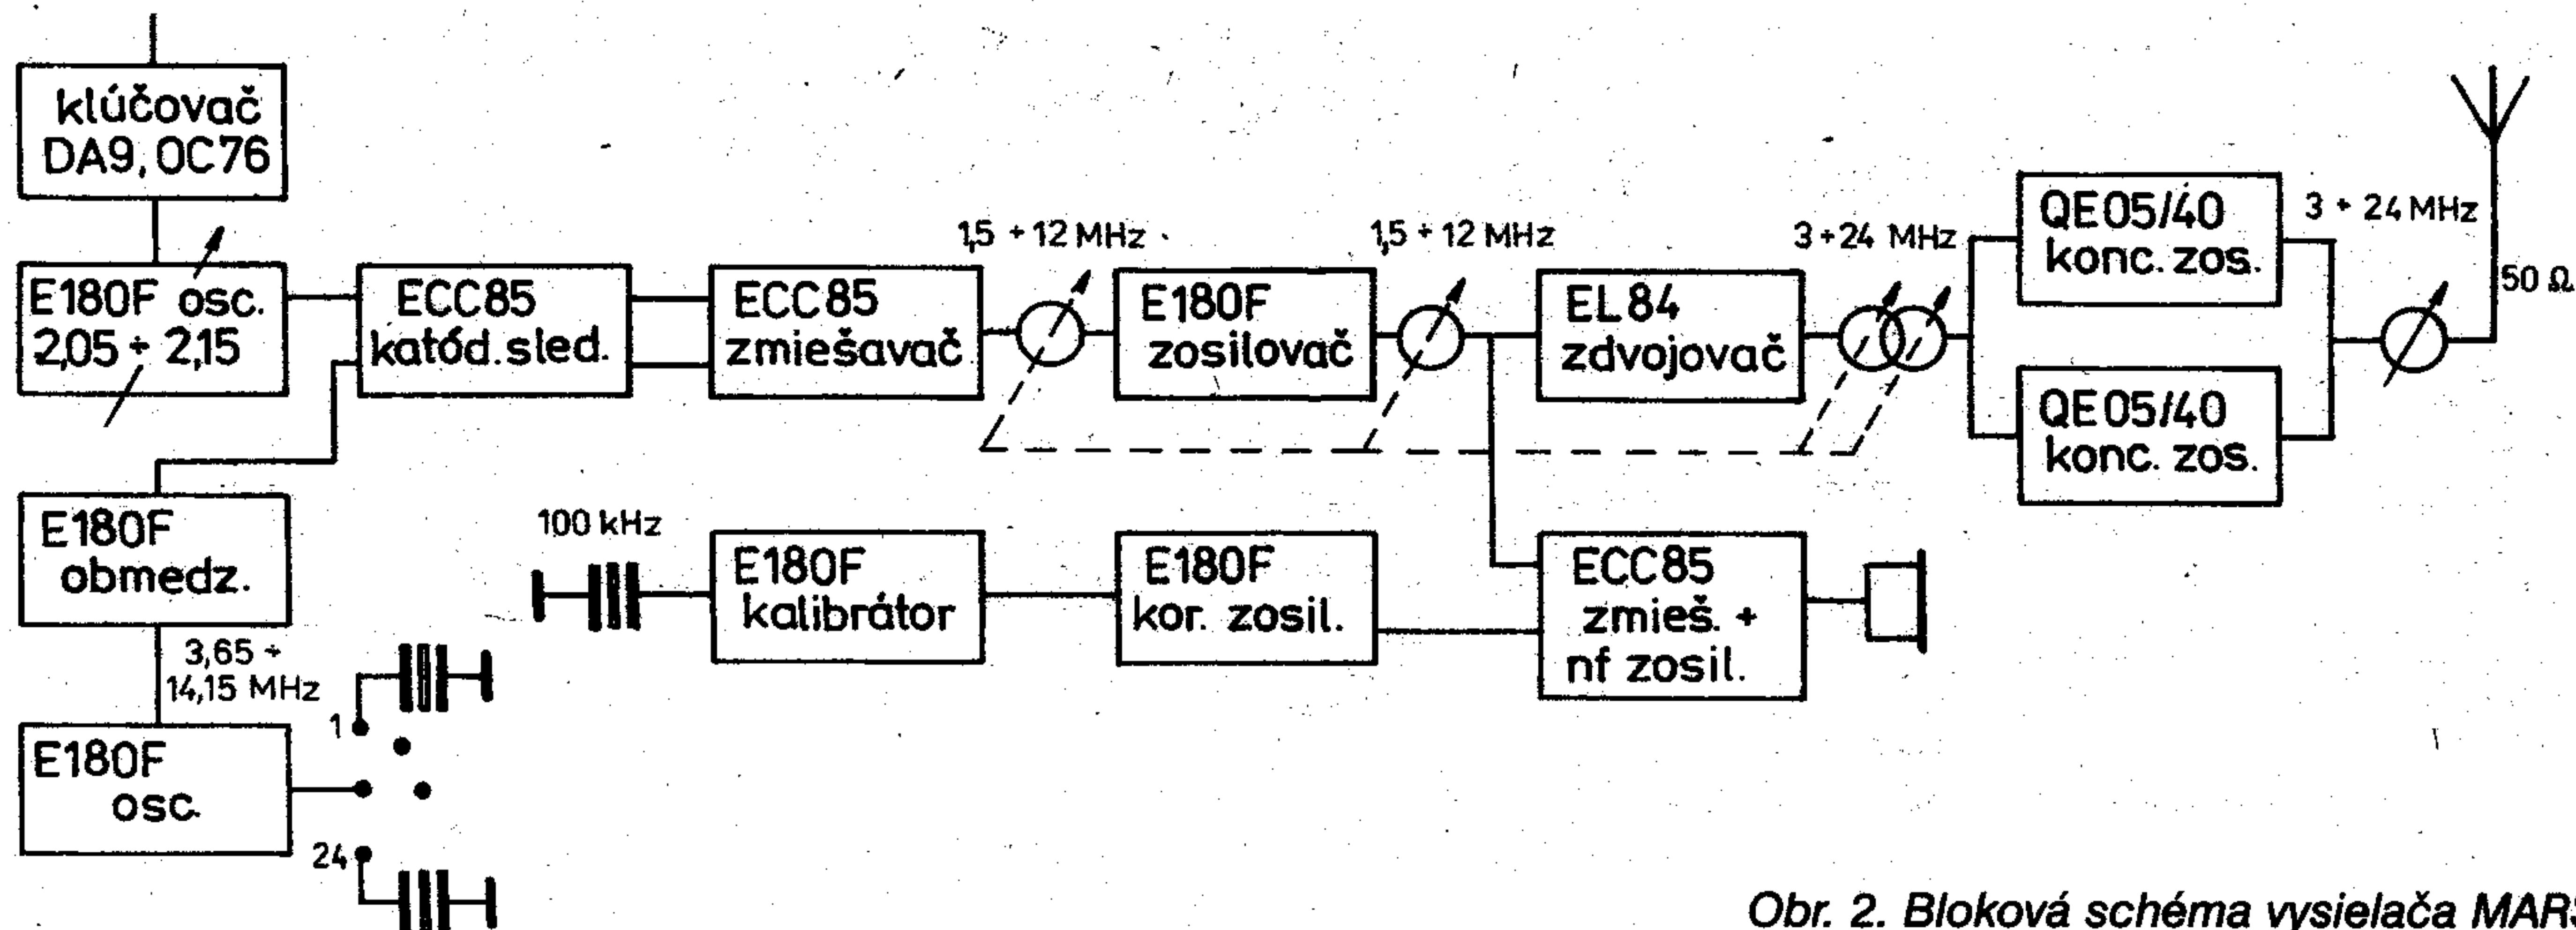 klúčovač
DA9, OC76
E180F osc.
2,05 ÷ 2,15
ECC85
katód. sled.
ECC85
zmiešavač
1,5 ÷ 12 MHz
E180F
zosilovač
1,5 ÷ 12 MHz
EL84
zdvojovač
3 ÷ 24 MHz
QE05/40
konc. zos.
QE05/40
konc. zos.
3 ÷ 24 MHz
50 Ω
E180F
obmedz.
3,65 ÷
14,15 MHz
E180F
osc.
1
24
100 kHz
E180F
kalibrátor
E180F
kor. zosil.
ECC85
zmieš. +
nf zosil.
Obr. 2. Bloková schéma vysielača MARS